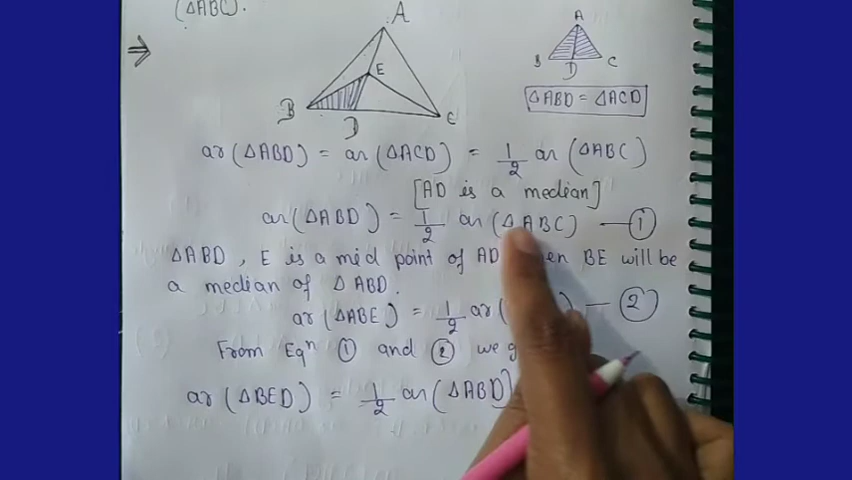 (ΔABC).
⇒
A
E
B
D
C
A
B
D
C
ΔABD = ΔACD
ar (ΔABD) = ar (ΔACD) = 1/2 ar (ΔABC)
[AD is a median]
ar (ΔABD) = 1/2 ar (ΔABC) — ①
ΔABD, E is a mid point of AD BE will be
a median of ΔABD.
ar (ΔABE) = 1/2 ar ( ) — ②
From Eqn ① and ② we
ar (ΔBED) = 1/2 ar (ΔABD)